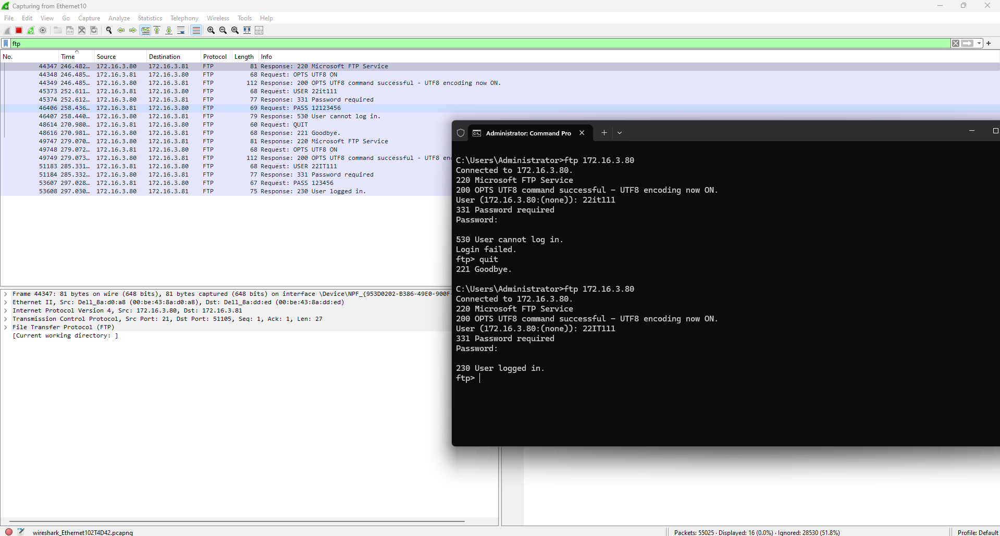 Capturing from Ethernet10
File Edit View Go Capture Analyze Statistics Telephony Wireless Tools Help
ftp
No. Time Source Destination Protocol Length Info
44347 246.482… 172.16.3.80 172.16.3.81 FTP 81 Response: 220 Microsoft FTP Service
44348 246.485… 172.16.3.81 172.16.3.80 FTP 68 Request: OPTS UTF8 ON
44349 246.485… 172.16.3.80 172.16.3.81 FTP 112 Response: 200 OPTS UTF8 command successful - UTF8 encoding now ON.
45373 252.611… 172.16.3.81 172.16.3.80 FTP 68 Request: USER 22it111
45374 252.612… 172.16.3.80 172.16.3.81 FTP 77 Response: 331 Password required
46406 258.436… 172.16.3.81 172.16.3.80 FTP 69 Request: PASS 12123456
46407 258.440… 172.16.3.80 172.16.3.81 FTP 79 Response: 530 User cannot log in.
48614 270.980… 172.16.3.81 172.16.3.80 FTP 60 Request: QUIT
48616 270.981… 172.16.3.80 172.16.3.81 FTP 68 Response: 221 Goodbye.
49747 279.070… 172.16.3.80 172.16.3.81 FTP 81 Response: 220 Microsoft FTP Service
49748 279.072… 172.16.3.81 172.16.3.80 FTP 68 Request: OPTS UTF8 ON
49749 279.073… 172.16.3.80 172.16.3.81 FTP 112 Response: 200 OPTS UTF8 command successful - UTF8 en
51183 285.331… 172.16.3.81 172.16.3.80 FTP 68 Request: USER 22IT111
51184 285.332… 172.16.3.80 172.16.3.81 FTP 77 Response: 331 Password required
53607 297.028… 172.16.3.81 172.16.3.80 FTP 67 Request: PASS 123456
53608 297.030… 172.16.3.80 172.16.3.81 FTP 75 Response: 230 User logged in.
Administrator: Command Pro
C:\Users\Administrator>ftp 172.16.3.80
Connected to 172.16.3.80.
220 Microsoft FTP Service
200 OPTS UTF8 command successful - UTF8 encoding now ON.
User (172.16.3.80:(none)): 22it111
331 Password required
Password:
530 User cannot log in.
Login failed.
ftp> quit
221 Goodbye.
C:\Users\Administrator>ftp 172.16.3.80
Connected to 172.16.3.80.
220 Microsoft FTP Service
200 OPTS UTF8 command successful - UTF8 encoding now ON.
User (172.16.3.80:(none)): 22IT111
331 Password required
Password:
230 User logged in.
ftp>
Frame 44347: 81 bytes on wire (648 bits), 81 bytes captured (648 bits) on interface \Device\NPF_{953D0202-B386-49E0-900F-
Ethernet II, Src: Dell_8a:d0:a8 (00:be:43:8a:d0:a8), Dst: Dell_8a:dd:ed (00:be:43:8a:dd:ed)
Internet Protocol Version 4, Src: 172.16.3.80, Dst: 172.16.3.81
Transmission Control Protocol, Src Port: 21, Dst Port: 51105, Seq: 1, Ack: 1, Len: 27
File Transfer Protocol (FTP)
[Current working directory: ]
wireshark_Ethernet102T4D42.pcapng
Packets: 55025 · Displayed: 16 (0.0%) · Ignored: 28530 (51.8%)
Profile: Default